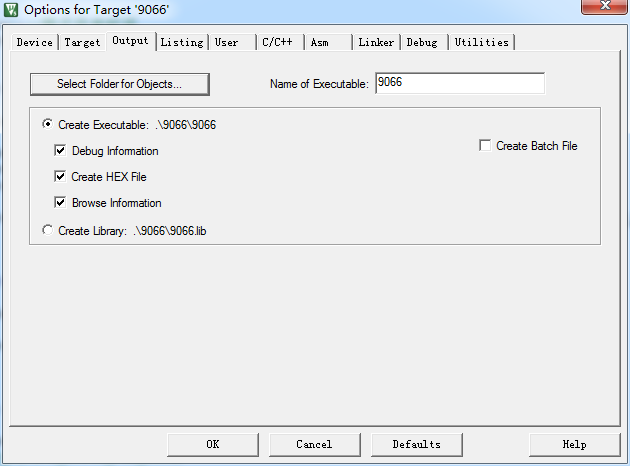 Options for Target '9066'
Device Target Output Listing User C/C++ Asm Linker Debug Utilities
Select Folder for Objects... Name of Executable: 9066
Create Executable: .\9066\9066
Debug Information Create Batch File
Create HEX File
Browse Information
Create Library: .\9066\9066.lib
OK Cancel Defaults Help